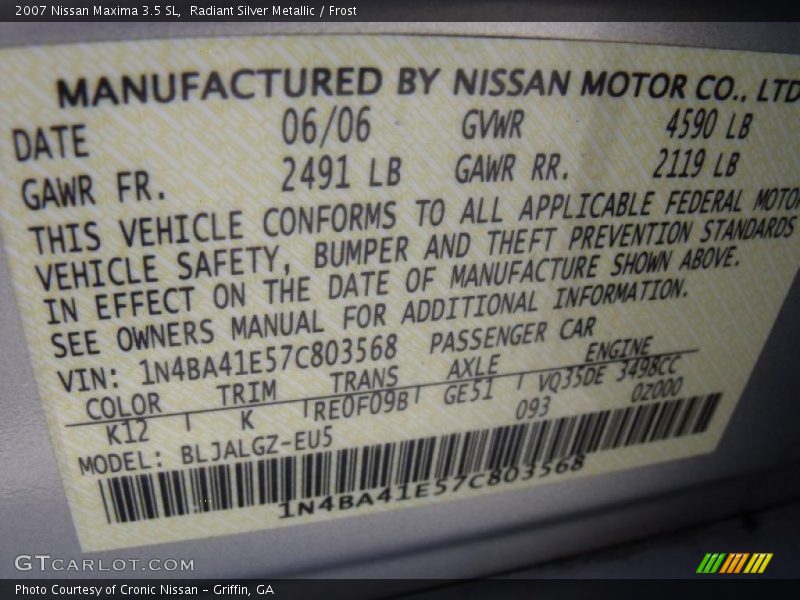 2007 Nissan Maxima 3.5 SL,  Radiant Silver Metallic / Frost
MANUFACTURED BY NISSAN MOTOR CO., LTD
DATE 06/06 GVWR 4590 LB
GAWR FR. 2491 LB GAWR RR. 2119 LB
THIS VEHICLE CONFORMS TO ALL APPLICABLE FEDERAL MOTOR
VEHICLE SAFETY, BUMPER AND THEFT PREVENTION STANDARDS
IN EFFECT ON THE DATE OF MANUFACTURE SHOWN ABOVE.
SEE OWNERS MANUAL FOR ADDITIONAL INFORMATION.
VIN: 1N4BA41E57C803568 PASSENGER CAR
COLOR TRIM TRANS AXLE ENGINE
K12 K RE0F09B GE51 VQ35DE 3498CC
093 0Z000
MODEL: BLJALGZ-EU5
1N4BA41E57C803568
GTCARLOT.COM
Photo Courtesy of Cronic Nissan – Griffin, GA